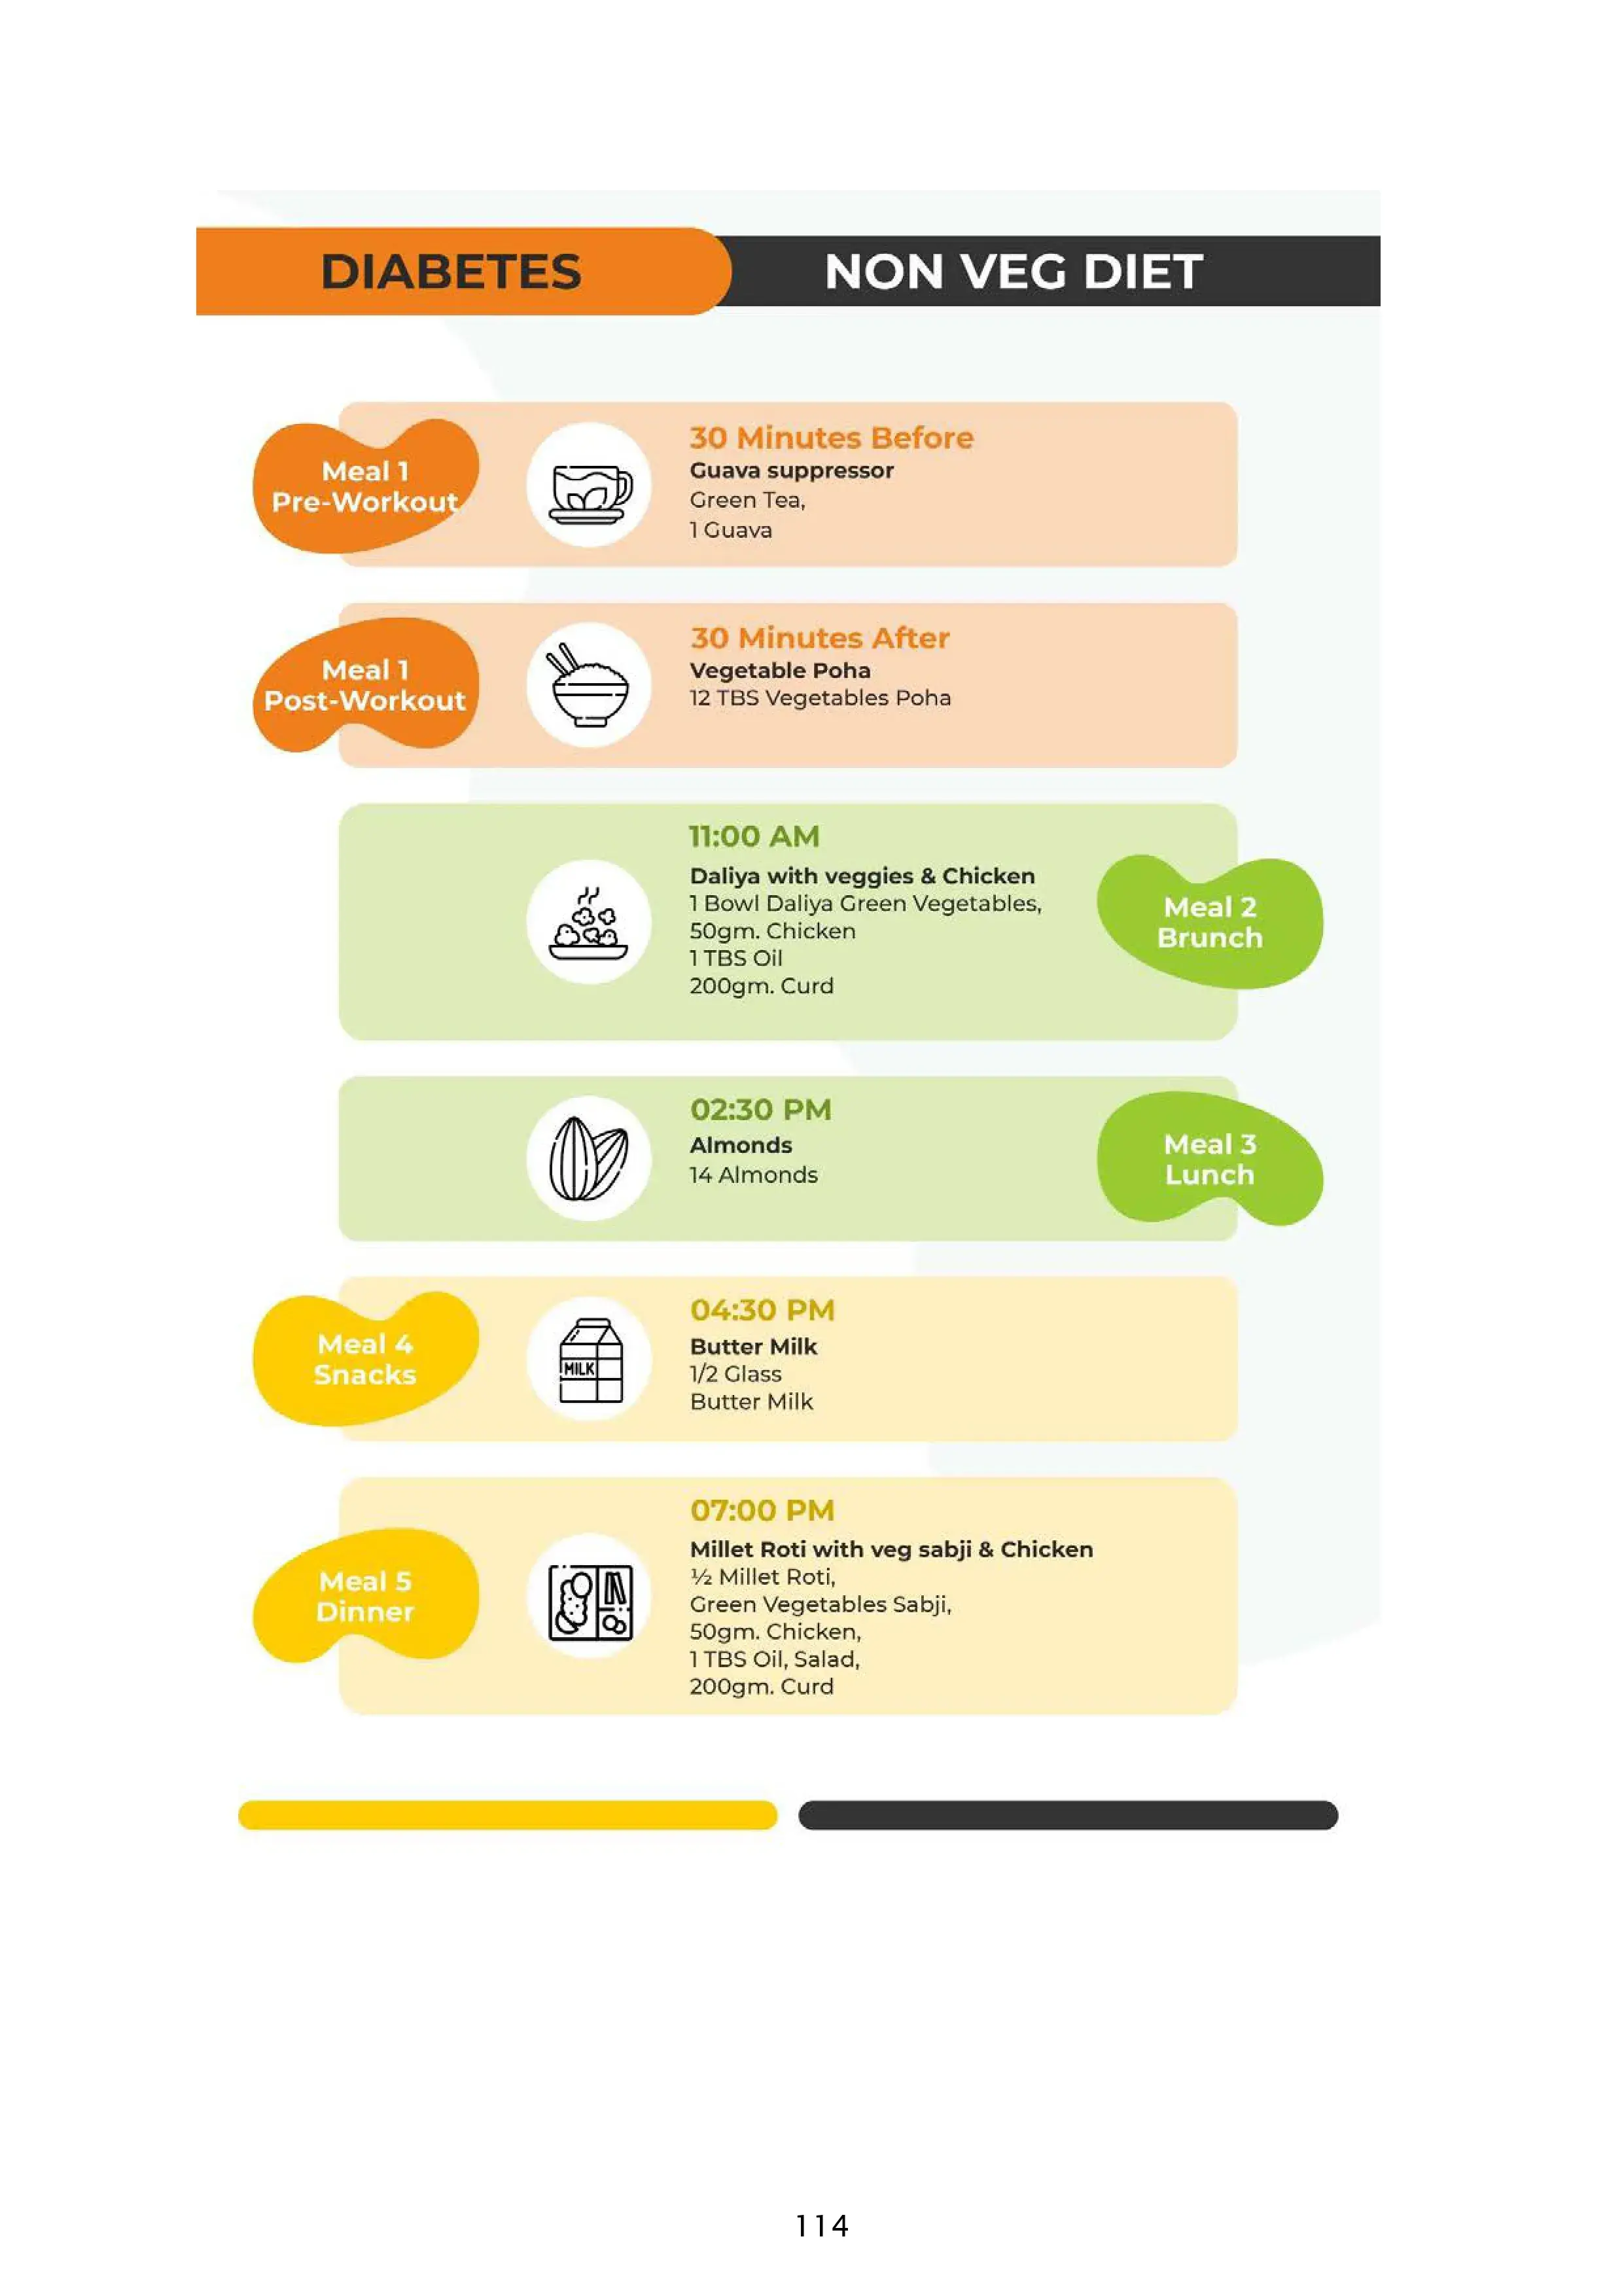 DIABETES
NON VEG DIET
Meal 1
Pre-Workout
30 Minutes Before
Guava suppressor
Green Tea,
1 Guava
Meal 1
Post-Workout
30 Minutes After
Vegetable Poha
12 TBS Vegetables Poha
11:00 AM
Daliya with veggies & Chicken
1 Bowl Daliya Green Vegetables,
50gm. Chicken
1 TBS Oil
200gm. Curd
Meal 2
Brunch
02:30 PM
Almonds
14 Almonds
Meal 3
Lunch
Meal 4
Snacks
MILK
04:30 PM
Butter Milk
1/2 Glass
Butter Milk
Meal 5
Dinner
07:00 PM
Millet Roti with veg sabji & Chicken
½ Millet Roti,
Green Vegetables Sabji,
50gm. Chicken,
1 TBS Oil, Salad,
200gm. Curd
114